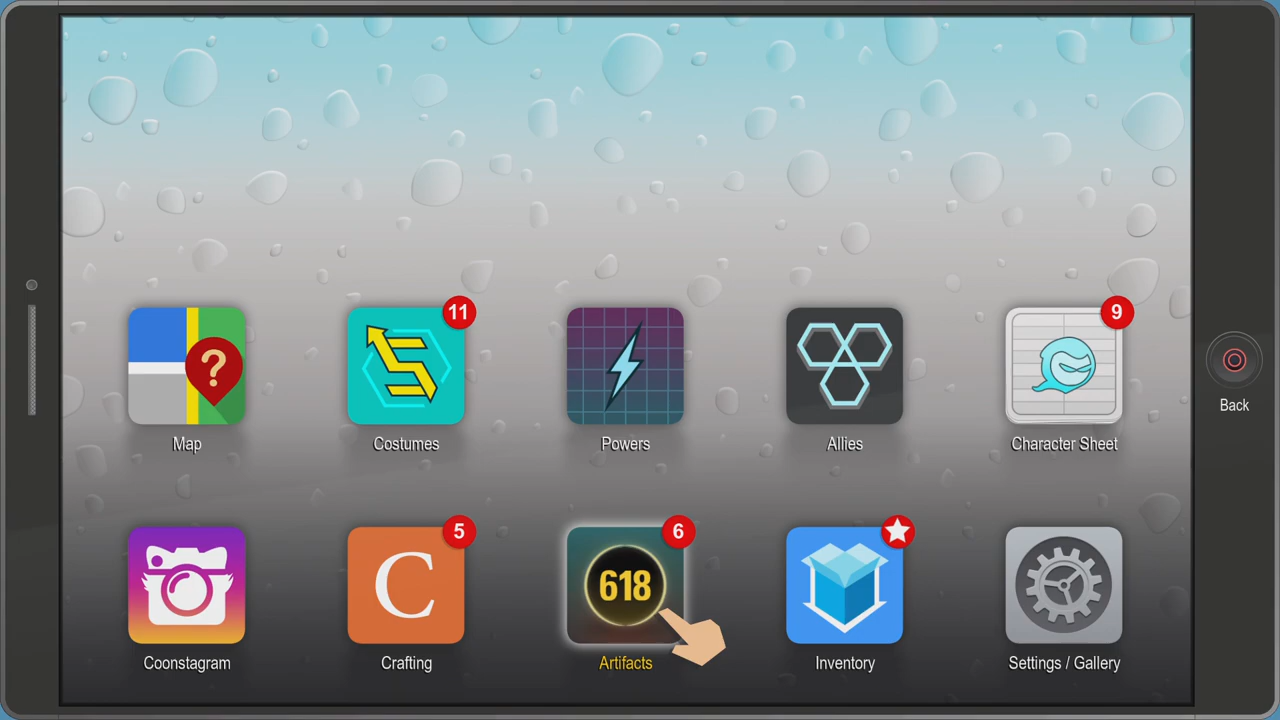 11
9
?
Map
Costumes
Powers
Allies
Character Sheet
Back
5
6
C
618
Coonstagram
Crafting
Artifacts
Inventory
Settings / Gallery